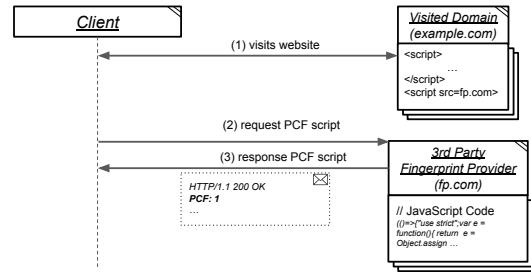 Client
Visited Domain
(example.com)
<script>
...
</script>
<script src=fp.com>
(1) visits website
(2) request PCF script
(3) response PCF script
HTTP/1.1 200 OK
PCF: 1
...
3rd Party
Fingerprint Provider
(fp.com)
// JavaScript Code
(()=>{"use strict";var e =
function(){ return e =
Object.assign ...